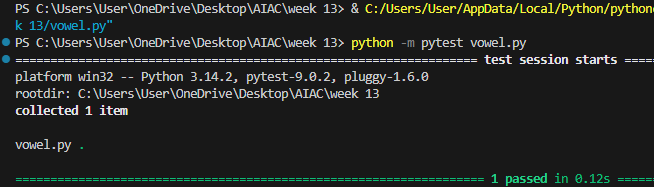 PS C:\Users\User\OneDrive\Desktop\AIAC\week 13> & C:/Users/User/AppData/Local/Python/python
k 13/vowel.py"
PS C:\Users\User\OneDrive\Desktop\AIAC\week 13> python -m pytest vowel.py
============================================================ test session starts =====
platform win32 -- Python 3.14.2, pytest-9.0.2, pluggy-1.6.0
rootdir: C:\Users\User\OneDrive\Desktop\AIAC\week 13
collected 1 item
vowel.py .
============================================================= 1 passed in 0.12s ======